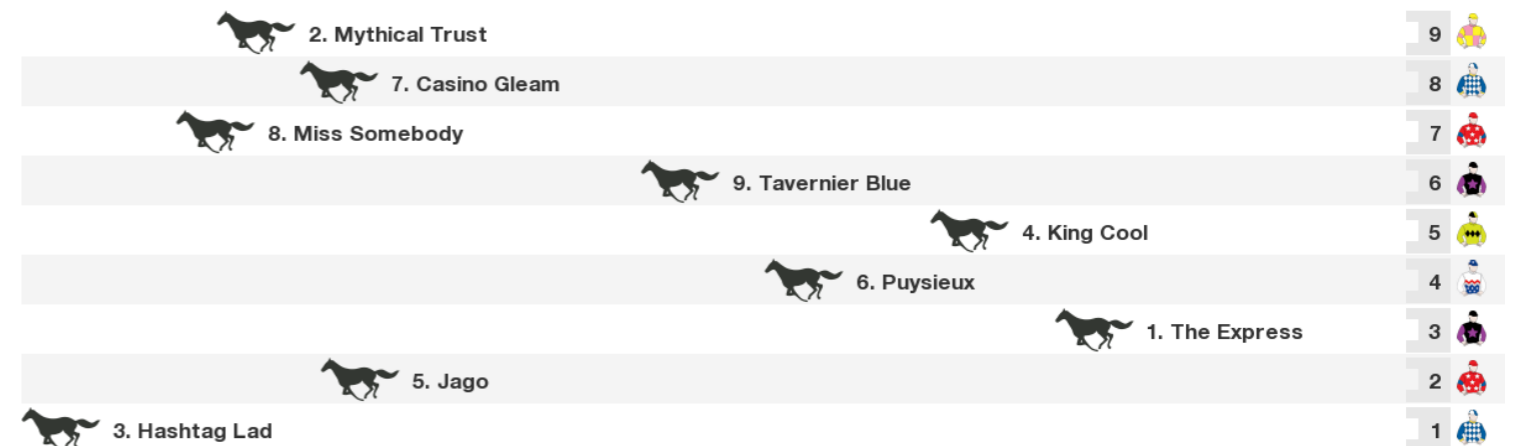 2. Mythical Trust 9
7. Casino Gleam 8
8. Miss Somebody 7
9. Tavernier Blue 6
4. King Cool 5
6. Puysieux 4
1. The Express 3
5. Jago 2
3. Hashtag Lad 1